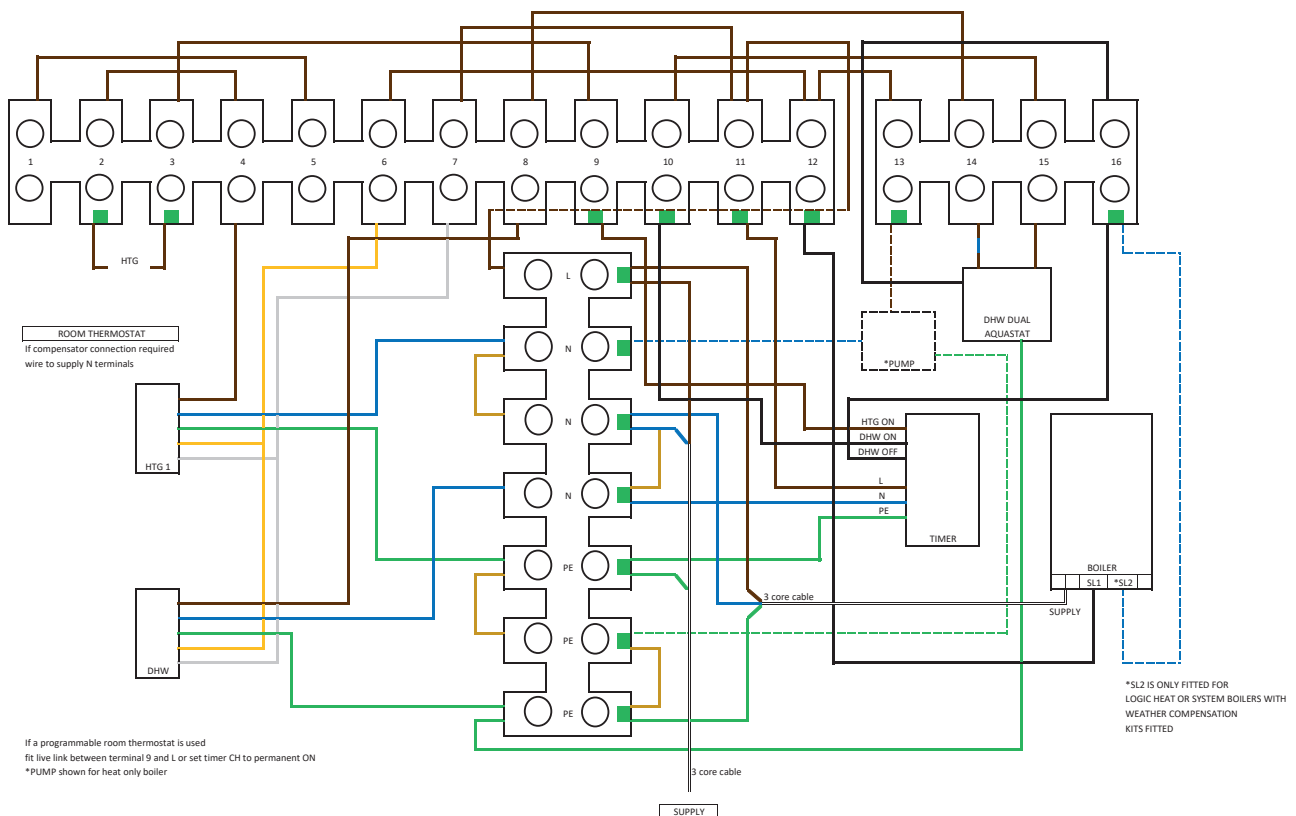 1 2 3 4 5 6 7 8 9 10 11 12 13 14 15 16
HTG
L
N
N
N
PE
PE
PE
ROOM THERMOSTAT
If compensator connection required
wire to supply N terminals
HTG 1
DHW
DHW DUAL
AQUASTAT
*PUMP
HTG ON
DHW ON
DHW OFF
L
N
PE
TIMER
BOILER
SL1 *SL2
SUPPLY
3 core cable
*SL2 IS ONLY FITTED FOR
LOGIC HEAT OR SYSTEM BOILERS WITH
WEATHER COMPENSATION
KITS FITTED
If a programmable room thermostat is used
fit live link between terminal 9 and L or set timer CH to permanent ON
*PUMP shown for heat only boiler
3 core cable
SUPPLY